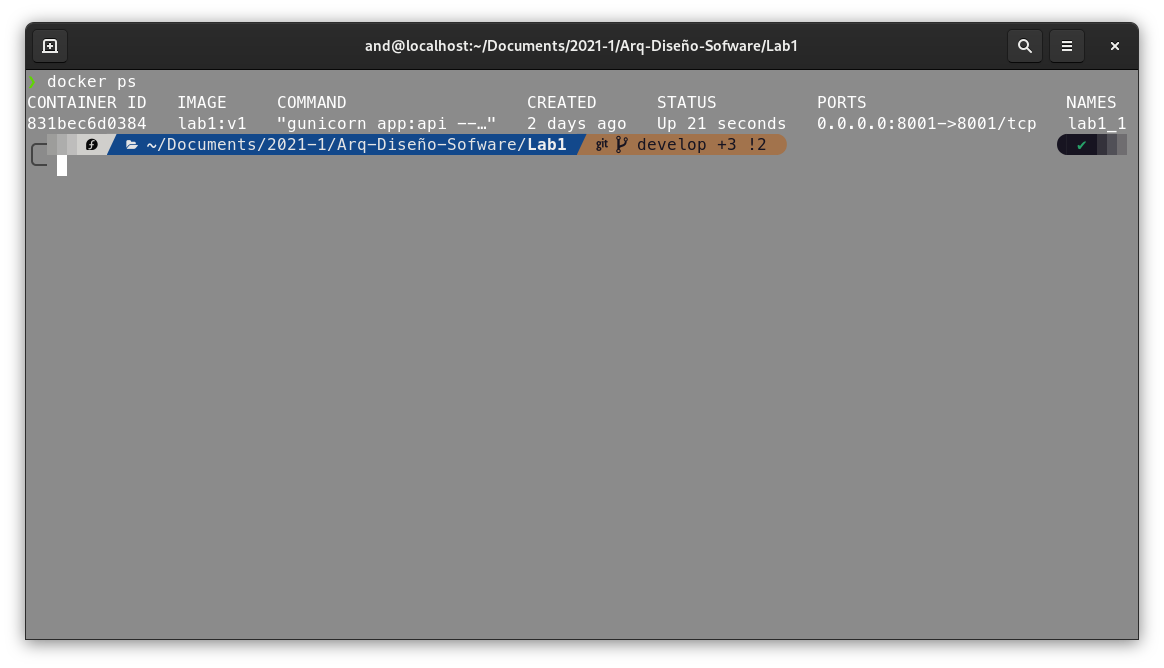 and@localhost:~/Documents/2021-1/Arq-Diseño-Sofware/Lab1
❯ docker ps
CONTAINER ID   IMAGE     COMMAND                  CREATED      STATUS          PORTS                    NAMES
831bec6d0384   lab1:v1   "gunicorn app:api --…"   2 days ago   Up 21 seconds   0.0.0.0:8001->8001/tcp   lab1_1
~/Documents/2021-1/Arq-Diseño-Sofware/Lab1 git develop +3 !2 ✔